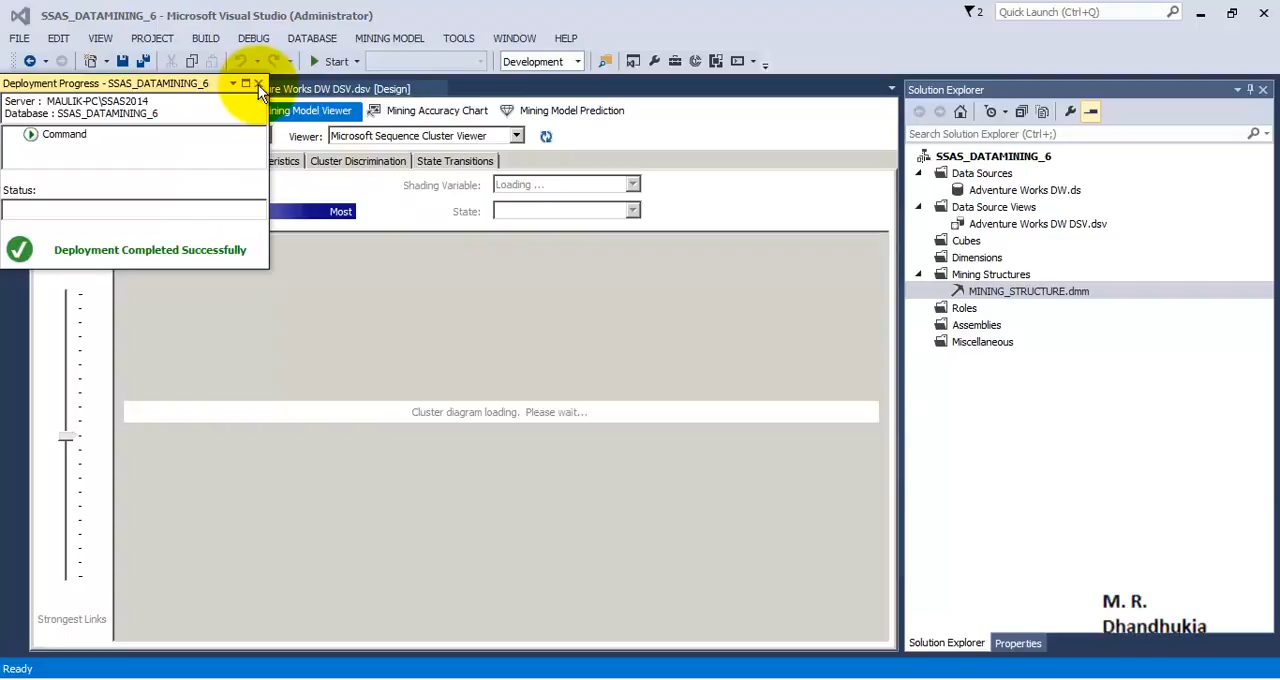 SSAS_DATAMINING_6 - Microsoft Visual Studio (Administrator)
2
Quick Launch (Ctrl+Q)
FILE EDIT VIEW PROJECT BUILD DEBUG DATABASE MINING MODEL TOOLS WINDOW HELP
Start
Development
Deployment Progress - SSAS_DATAMINING_6
Server : MAULIK-PC\SSAS2014
Database : SSAS_DATAMINING_6
Command
Status:
Deployment Completed Successfully
ure Works DW DSV.dsv [Design]
ining Model Viewer
Mining Accuracy Chart
Mining Model Prediction
Viewer:
Microsoft Sequence Cluster Viewer
eristics
Cluster Discrimination
State Transitions
Shading Variable:
Loading ...
Most
State:
Cluster diagram loading. Please wait...
Strongest Links
Solution Explorer
Search Solution Explorer (Ctrl+;)
SSAS_DATAMINING_6
Data Sources
Adventure Works DW.ds
Data Source Views
Adventure Works DW DSV.dsv
Cubes
Dimensions
Mining Structures
MINING_STRUCTURE.dmm
Roles
Assemblies
Miscellaneous
M. R.
Dhandhukia
Solution Explorer
Properties
Ready